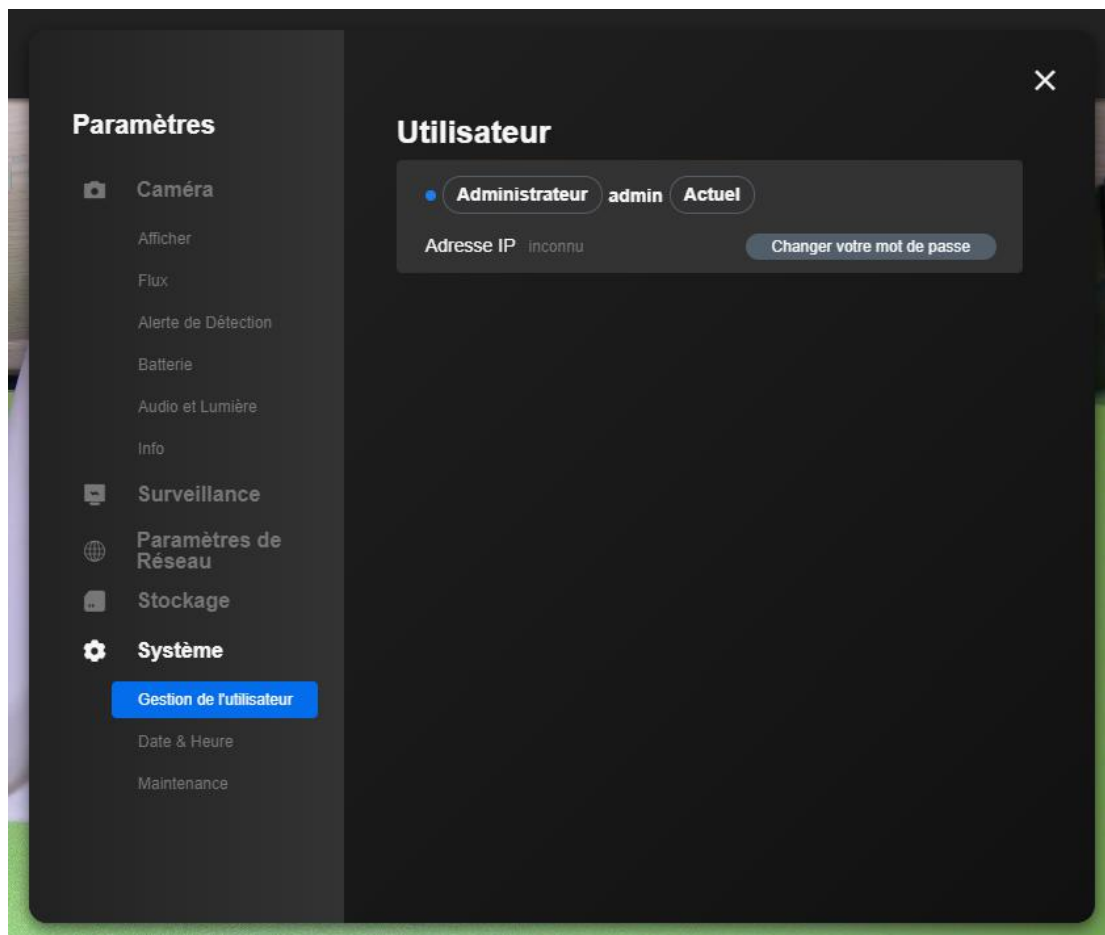 Paramètres
Caméra
Afficher
Flux
Alerte de Détection
Batterie
Audio et Lumière
Info
Surveillance
Paramètres de
Réseau
Stockage
Système
Gestion de l'utilisateur
Date & Heure
Maintenance
Utilisateur
Administrateur admin Actuel
Adresse IP inconnu
Changer votre mot de passe